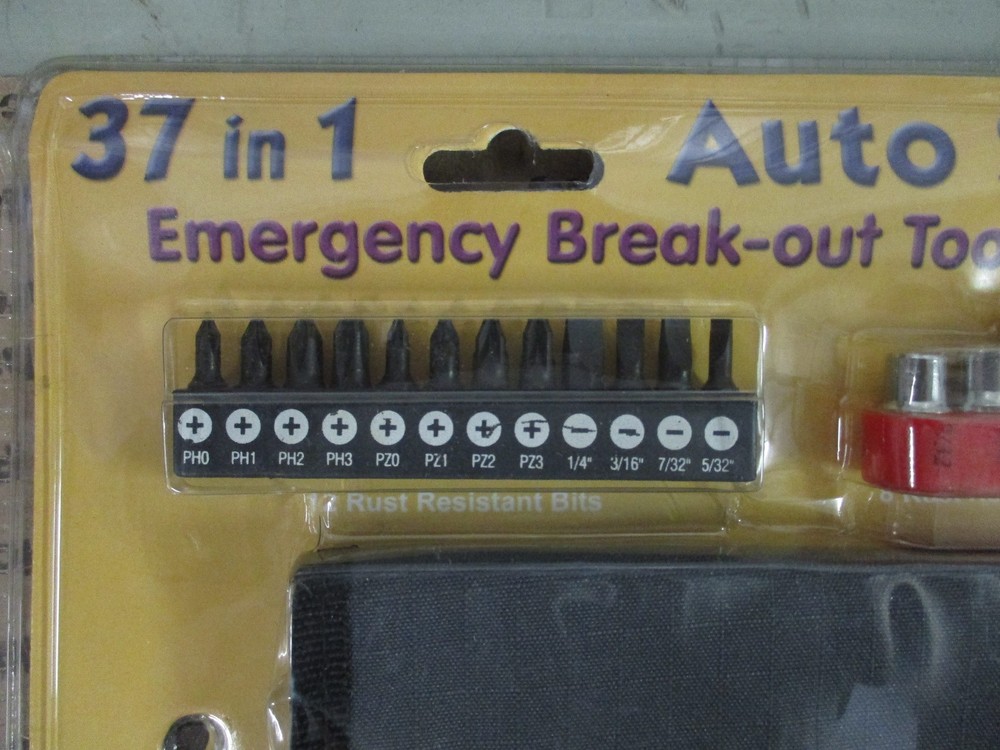 37 in 1 Auto
Emergency Break-out Too
PH0 PH1 PH2 PH3 PZ0 PZ1 PZ2 PZ3 1/4" 3/16" 7/32" 5/32"
Rust Resistant Bits